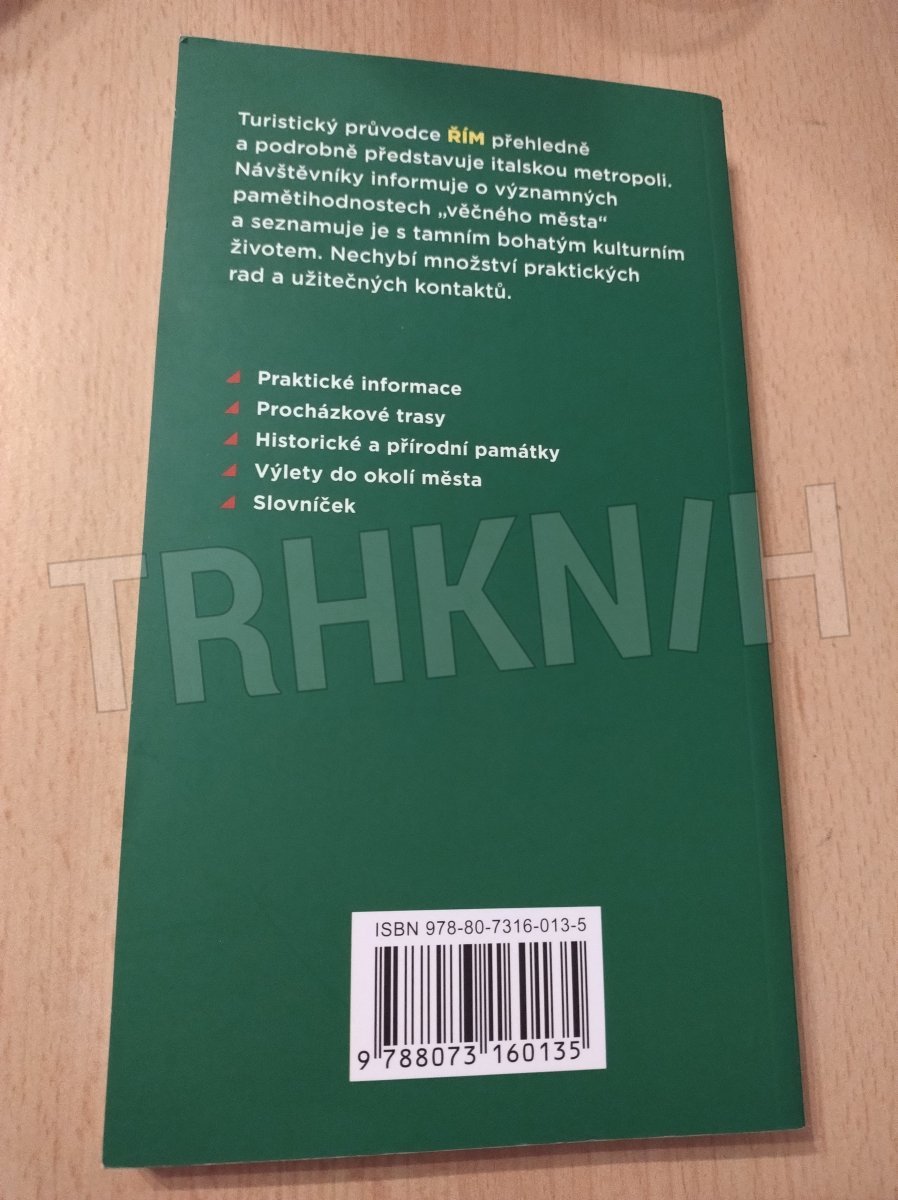 Turistický průvodce ŘÍM přehledně
a podrobně představuje italskou metropoli.
Návštěvníky informuje o významných
pamětihodnostech „věčného města“
a seznamuje je s tamním bohatým kulturním
životem. Nechybí množství praktických
rad a užitečných kontaktů.
Praktické informace
Procházkové trasy
Historické a přírodní památky
Výlety do okolí města
Slovníček
TRHKN/H
ISBN 978-80-7316-013-5
9 788073 160135